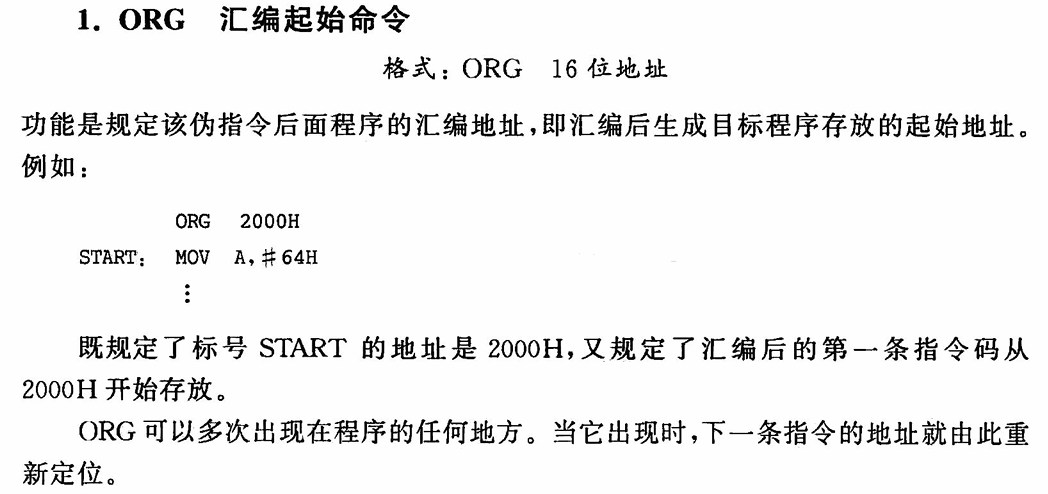 1. ORG 汇编起始命令
格式：ORG 16位地址
功能是规定该伪指令后面程序的汇编地址，即汇编后生成目标程序存放的起始地址。
例如：
ORG 2000H
START: MOV A,#64H
⋮
既规定了标号 START 的地址是 2000H，又规定了汇编后的第一条指令码从
2000H 开始存放。
ORG 可以多次出现在程序的任何地方。当它出现时，下一条指令的地址就由此重
新定位。